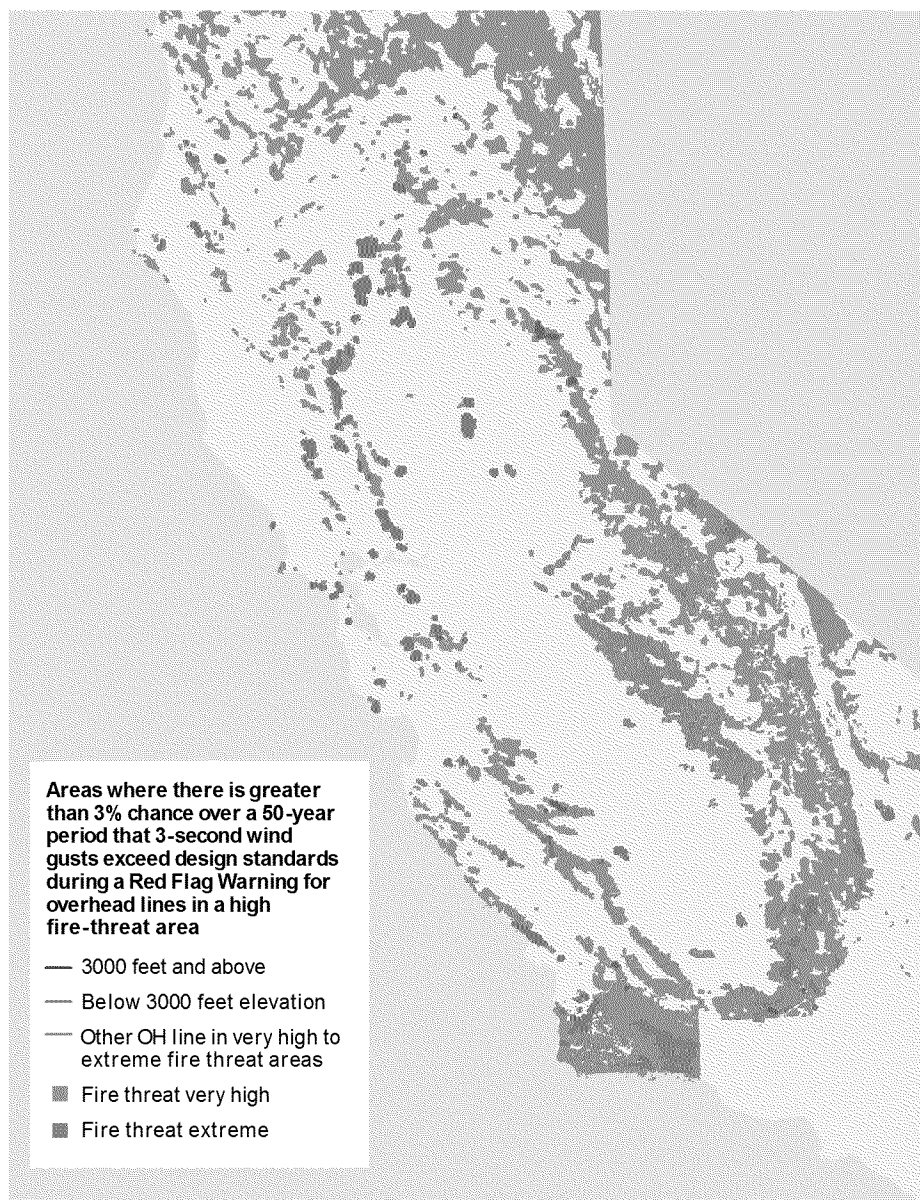 Areas where there is greater
than 3% chance over a 50-year
period that 3-second wind
gusts exceed design standards
during a Red Flag Warning for
overhead lines in a high
fire-threat area
3000 feet and above
Below 3000 feet elevation
Other OH line in very high to
extreme fire threat areas
Fire threat very high
Fire threat extreme